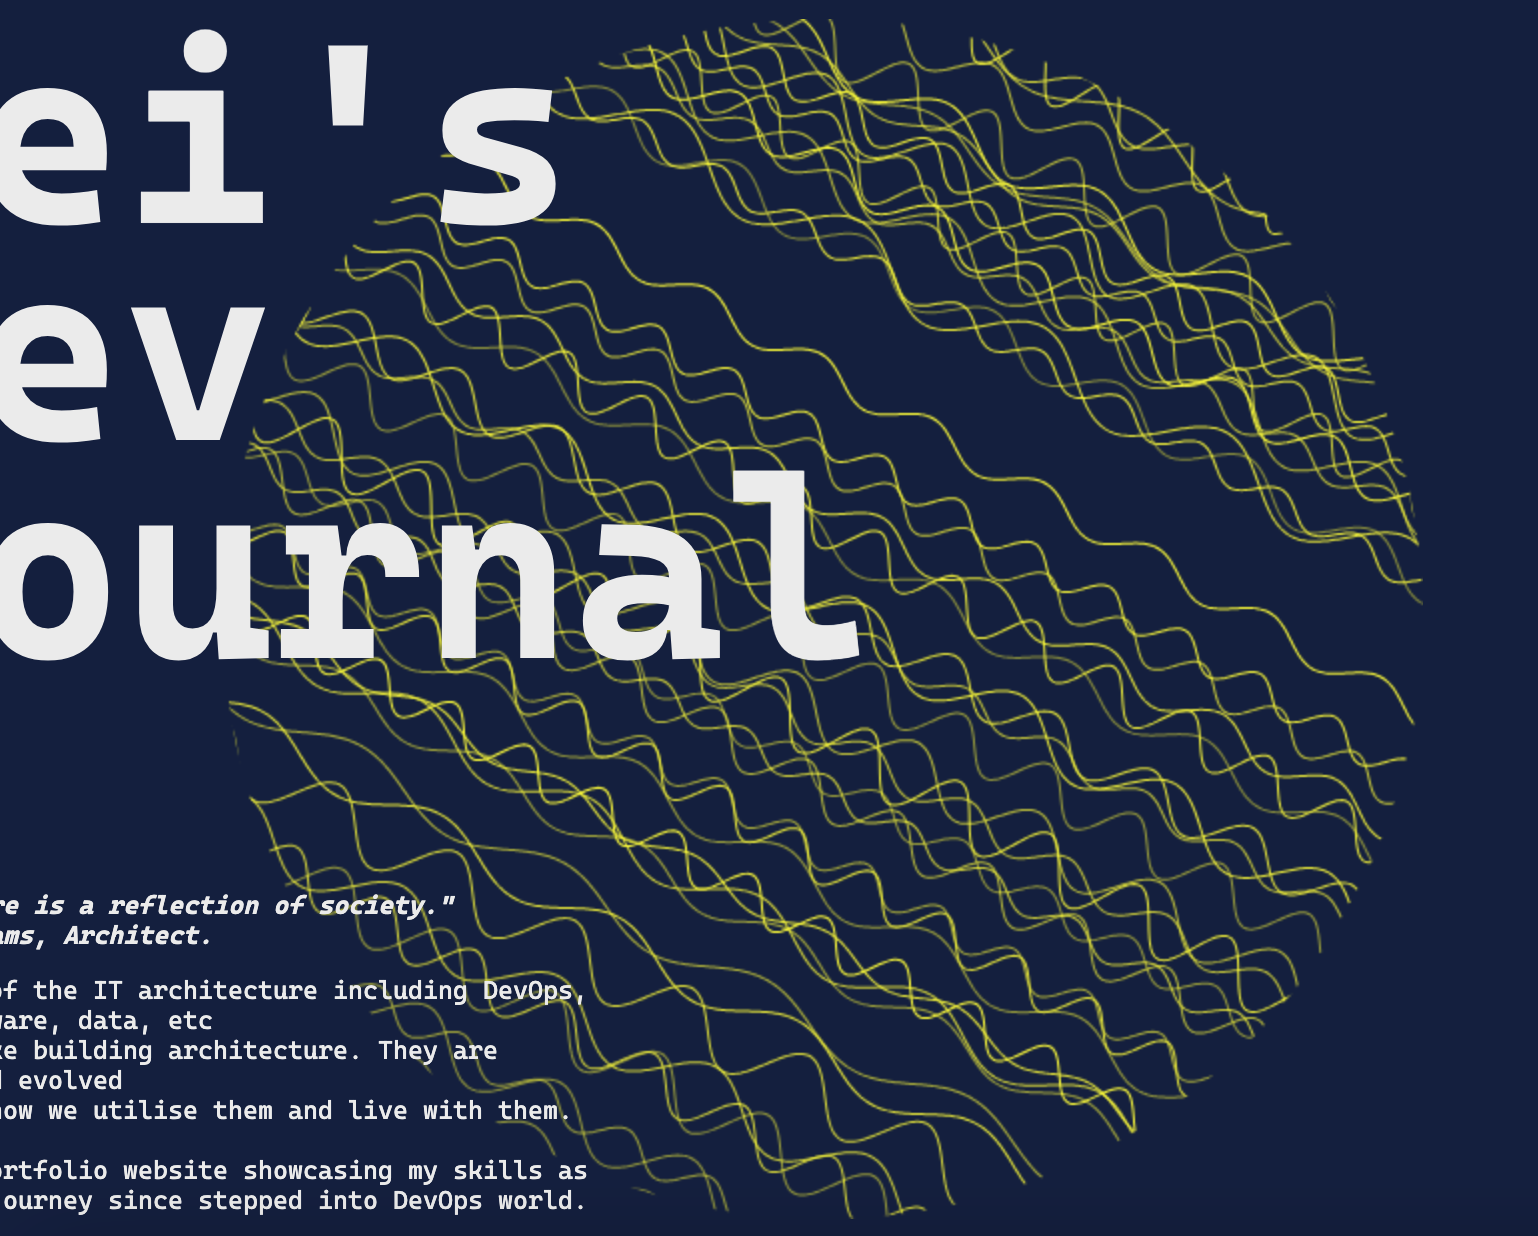 ei's
ev
ournal
re is a reflection of society."
ams, Architect.
of the IT architecture including DevOps,
ware, data, etc
ke building architecture. They are
d evolved
how we utilise them and live with them.
ortfolio website showcasing my skills as
ourney since stepped into DevOps world.